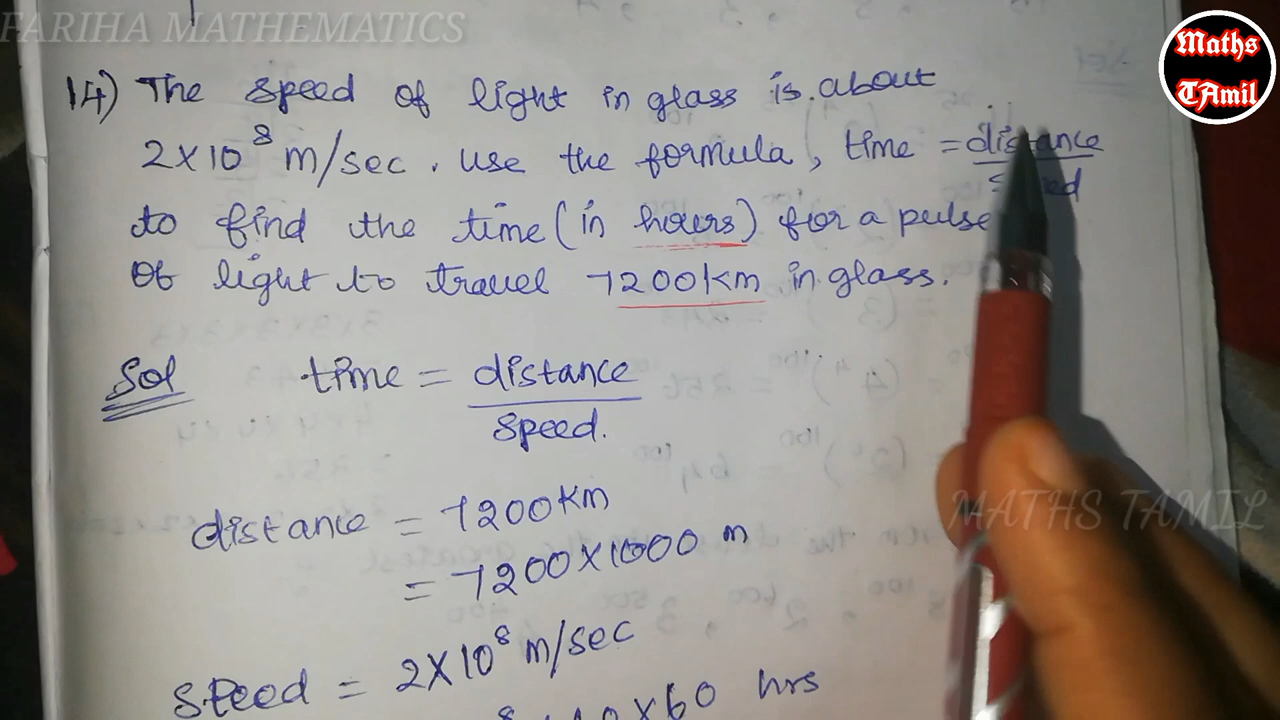 FARIHA MATHEMATICS
Maths
TAmil
14) The speed of light in glass is about
2×10⁸ m/sec. use the formula, time = distance
to find the time (in hours) for a pulse
of light to travel 7200km in glass.
Sol time = distance
speed.
distance = 7200km
= 7200×1000 m
MATHS TAMIL
speed = 2×10⁸ m/sec
×60 hrs